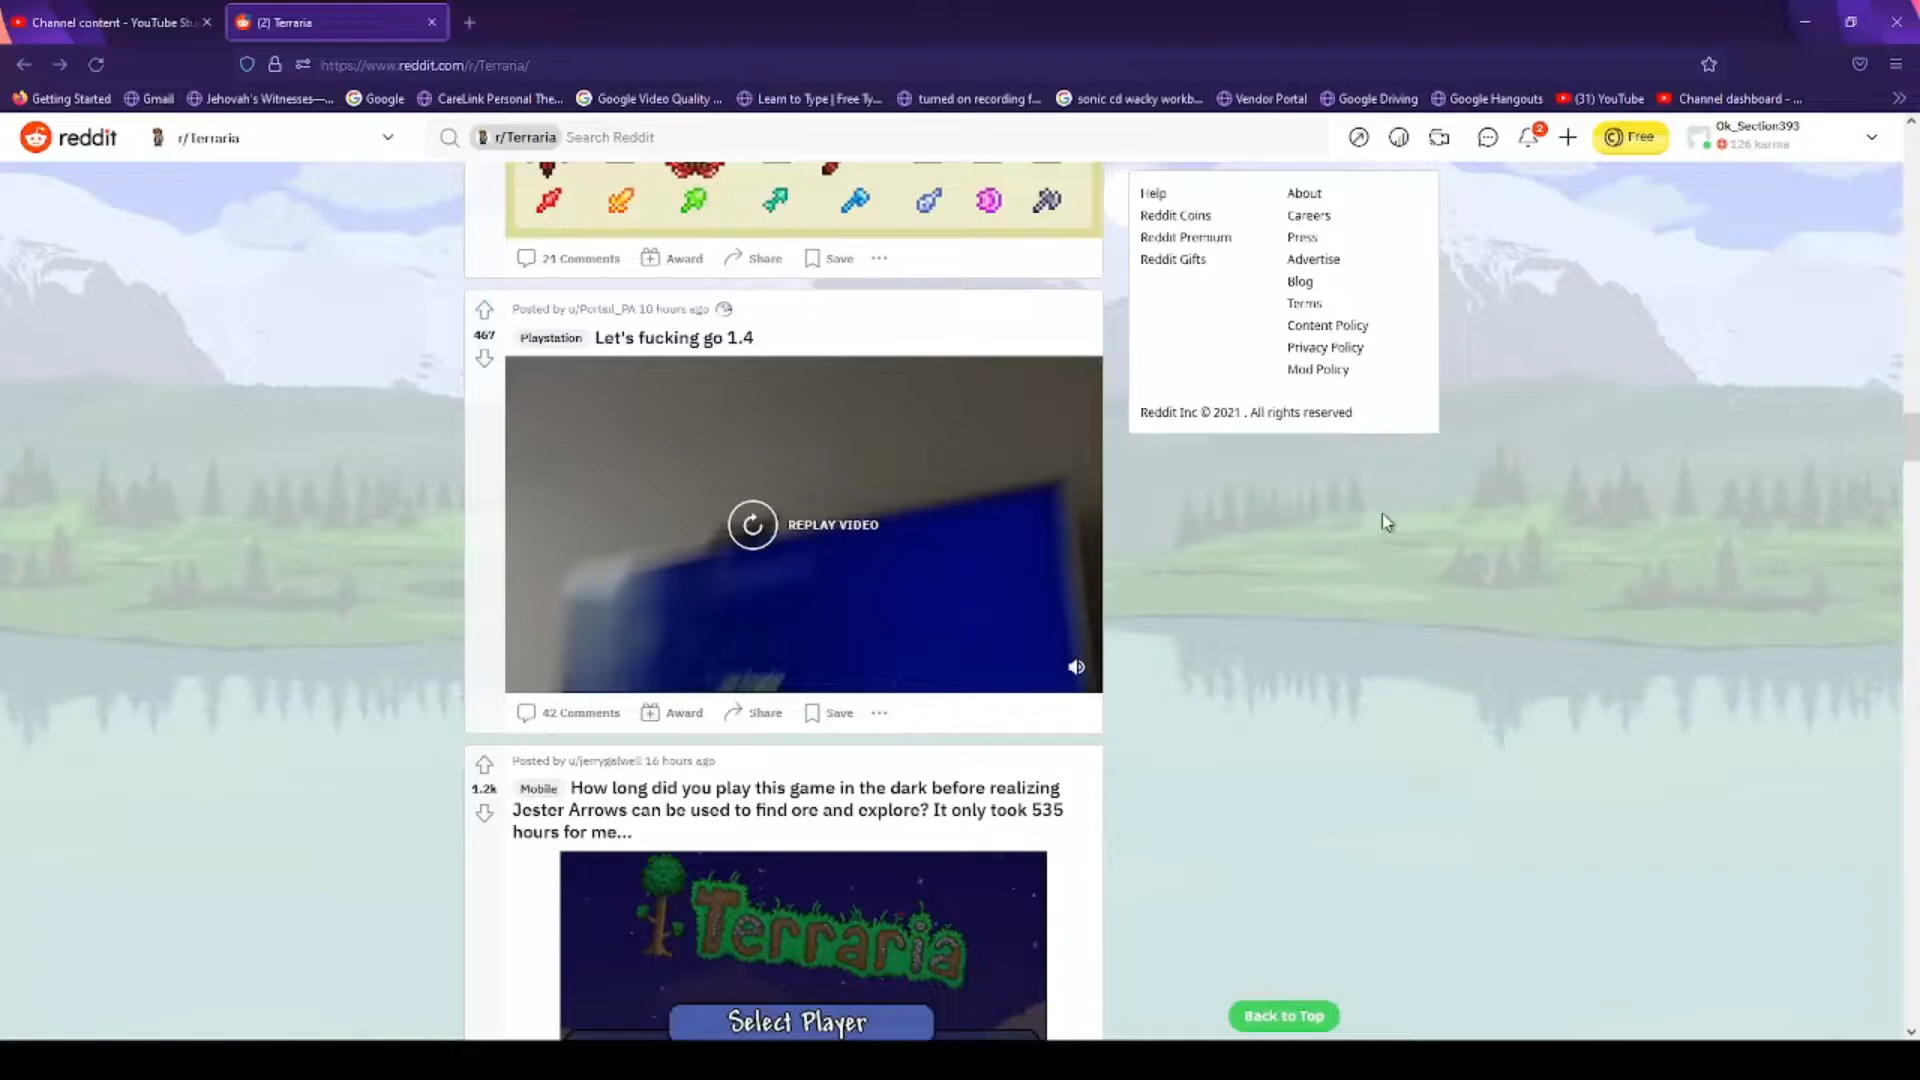 Channel content - YouTube Stu
(2) Terraria
https://www.reddit.com/r/Terraria/
Getting Started
Gmail
Jehovah's Witnesses—...
Google
CareLink Personal The...
Google Video Quality ...
Learn to Type | Free Ty...
turned on recording f...
sonic cd wacky workb...
Vendor Portal
Google Driving
Google Hangouts
(31) YouTube
Channel dashboard - ...
reddit
r/Terraria
r/Terraria Search Reddit
2
Free
Ok_Section393
126 karma
21 Comments Award Share Save
Help
Reddit Coins
Reddit Premium
Reddit Gifts
About
Careers
Press
Advertise
Blog
Terms
Content Policy
Privacy Policy
Mod Policy
Reddit Inc © 2021 . All rights reserved
Posted by u/Portail_PA 10 hours ago
467
Playstation Let's fucking go 1.4
REPLAY VIDEO
42 Comments Award Share Save
Posted by u/jerrygalwell 16 hours ago
1.2k
Mobile How long did you play this game in the dark before realizing
Jester Arrows can be used to find ore and explore? It only took 535
hours for me...
Terraria
Select Player
Back to Top